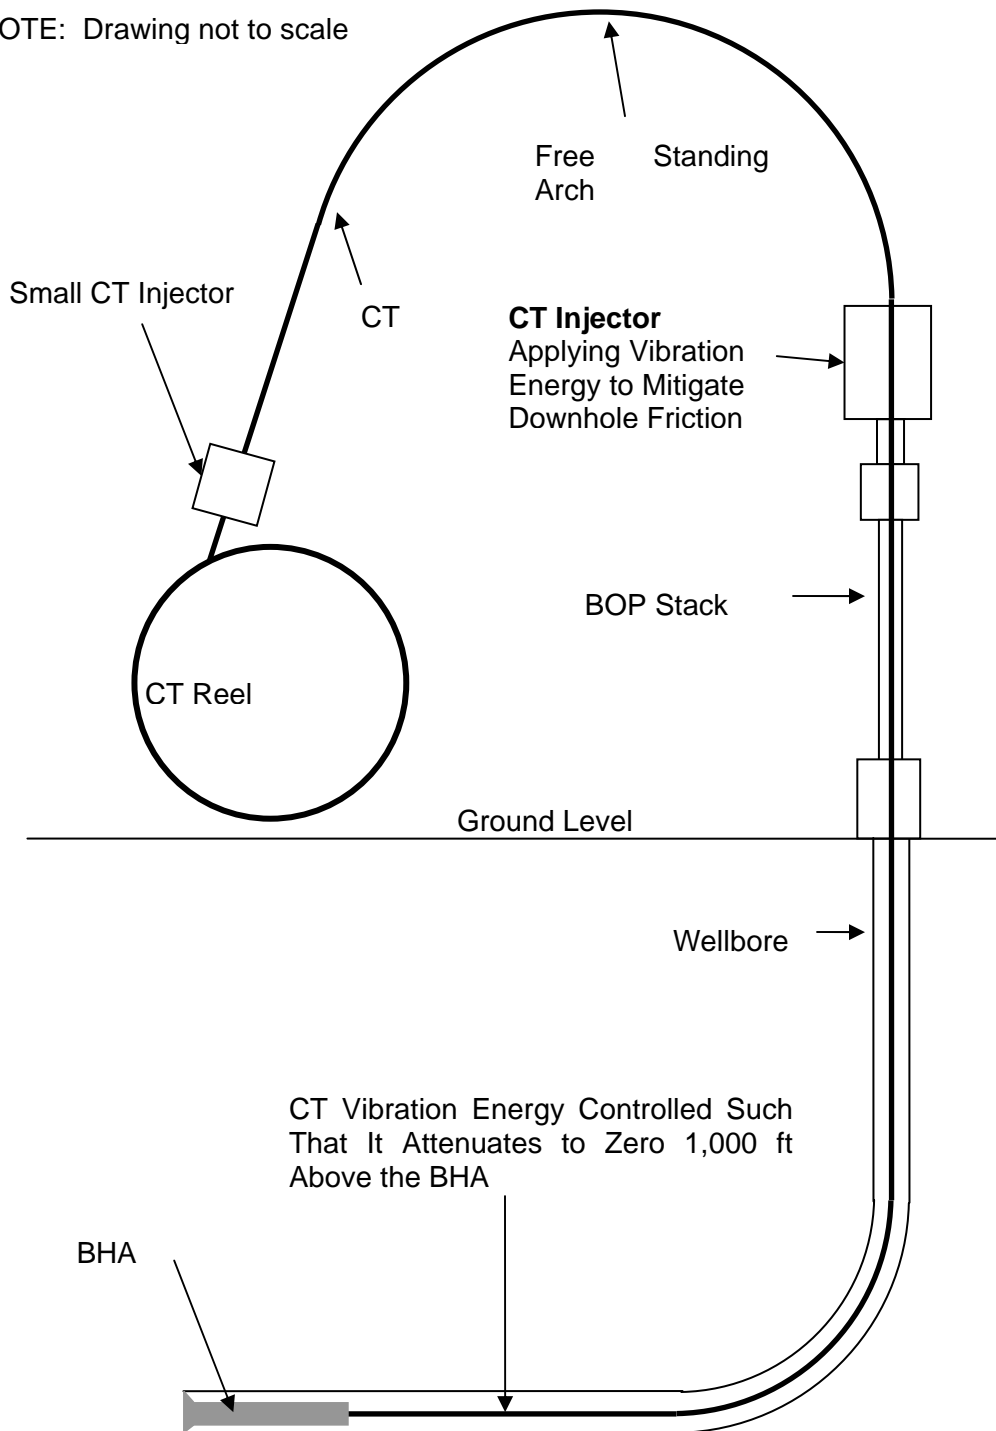 OTE: Drawing not to scale
Free Standing
Arch
Small CT Injector
CT
CT Injector
Applying Vibration
Energy to Mitigate
Downhole Friction
BOP Stack
CT Reel
Ground Level
Wellbore
CT Vibration Energy Controlled Such
That It Attenuates to Zero 1,000 ft
Above the BHA
BHA